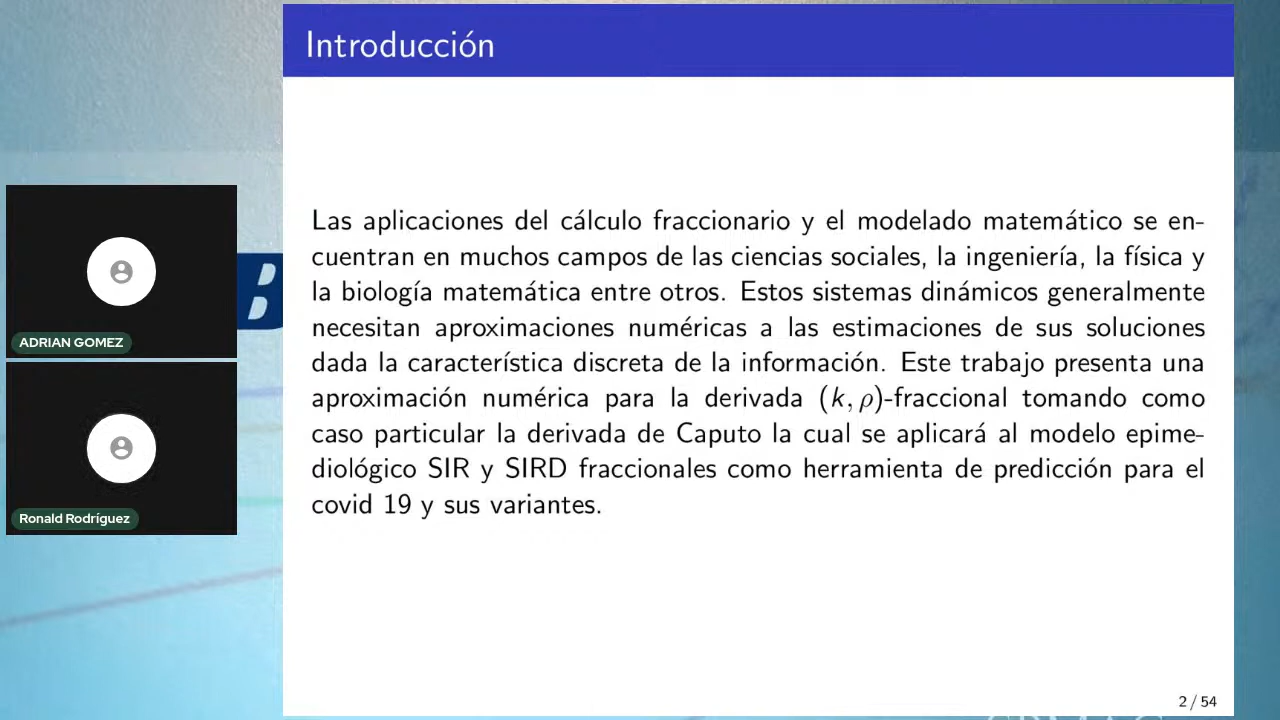 Introducción
Las aplicaciones del cálculo fraccionario y el modelado matemático se en-
cuentran en muchos campos de las ciencias sociales, la ingeniería, la física y
la biología matemática entre otros. Estos sistemas dinámicos generalmente
necesitan aproximaciones numéricas a las estimaciones de sus soluciones
dada la característica discreta de la información. Este trabajo presenta una
aproximación numérica para la derivada (k, ρ)-fraccional tomando como
caso particular la derivada de Caputo la cual se aplicará al modelo epime-
diológico SIR y SIRD fraccionales como herramienta de predicción para el
covid 19 y sus variantes.
2 / 54
ADRIAN GOMEZ
Ronald Rodríguez
B